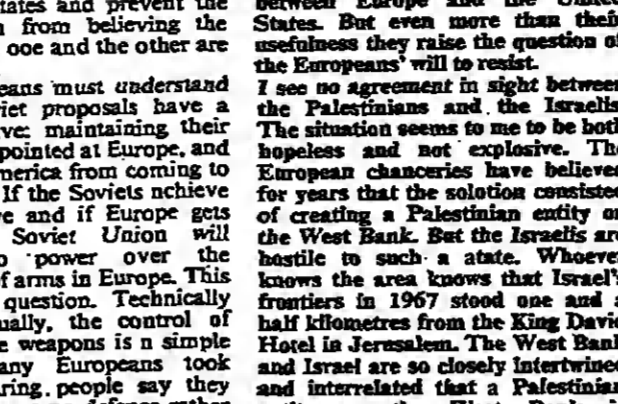 tates and prevent the
from believing the
ooe and the other are
eans must understand
iet proposals have a
ve: maintaining their
pointed at Europe, and
merica from coming to
If the Soviets nchieve
e and if Europe gets
Soviet Union will
o power over the
f arms in Europe. This
question. Technically
ually, the control of
e weapons is n simple
any Europeans took
ring. people say they
defence rather
between Europe and the United
States. But even more than their
usefulness they raise the question of
the Europeans' will to resist.
I see no agreement in sight between
the Palestinians and. the Israelis.
The situation seems to me to be both
hopeless and not explosive. The
European chanceries have believed
for years that the solotion consisted
of creating a Palestinian entity on
the West Bank. But the Israelis are
hostile to such a atate. Whoever
knows the area knows that Israel's
frontiers in 1967 stood one and a
half kilometres from the King David
Hotel in Jerusalem. The West Bank
and Israel are so closely intertwined
and interrelated that a Palestinian